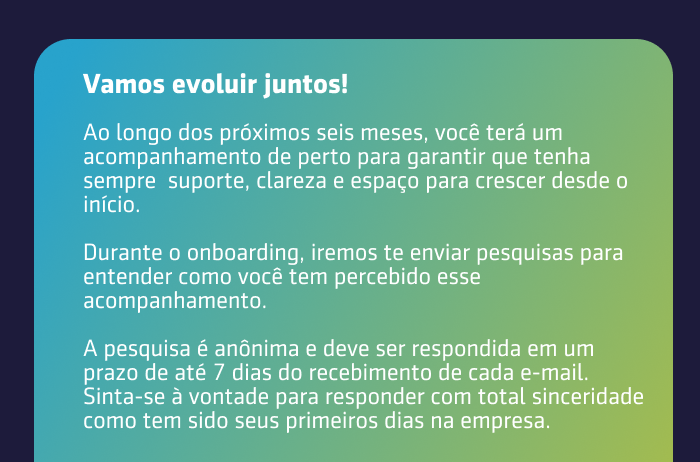 Vamos evoluir juntos!
Ao longo dos próximos seis meses, você terá um
acompanhamento de perto para garantir que tenha
sempre  suporte, clareza e espaço para crescer desde o
início.
Durante o onboarding, iremos te enviar pesquisas para
entender como você tem percebido esse
acompanhamento.
A pesquisa é anônima e deve ser respondida em um
prazo de até 7 dias do recebimento de cada e-mail.
Sinta-se à vontade para responder com total sinceridade
como tem sido seus primeiros dias na empresa.